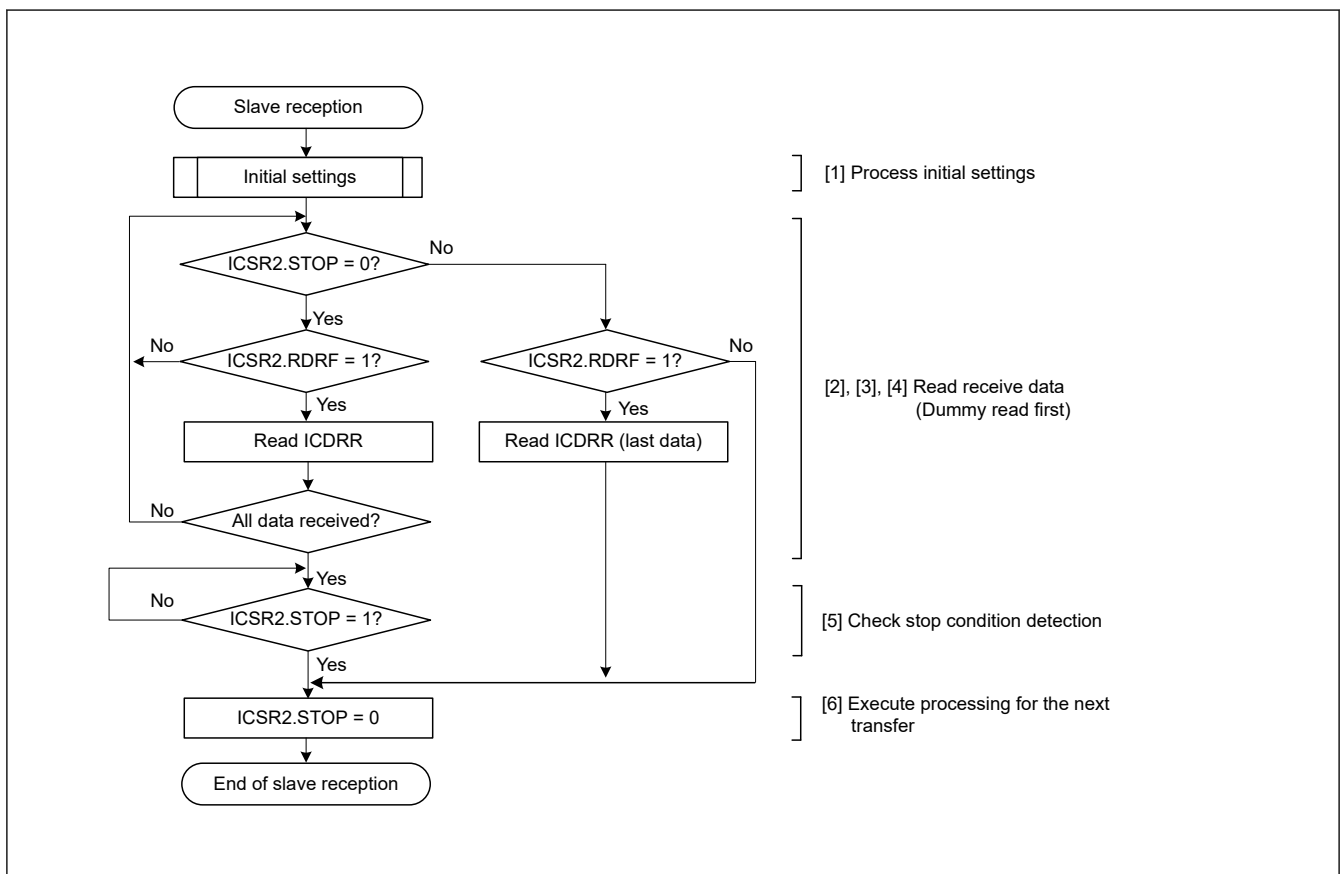 Slave reception
Initial settings
[1] Process initial settings
ICSR2.STOP = 0?
No
Yes
ICSR2.RDRF = 1?
No
Yes
Read ICDRR
ICSR2.RDRF = 1?
No
Yes
Read ICDRR (last data)
[2], [3], [4] Read receive data
(Dummy read first)
All data received?
No
Yes
ICSR2.STOP = 1?
No
Yes
[5] Check stop condition detection
ICSR2.STOP = 0
[6] Execute processing for the next
transfer
End of slave reception